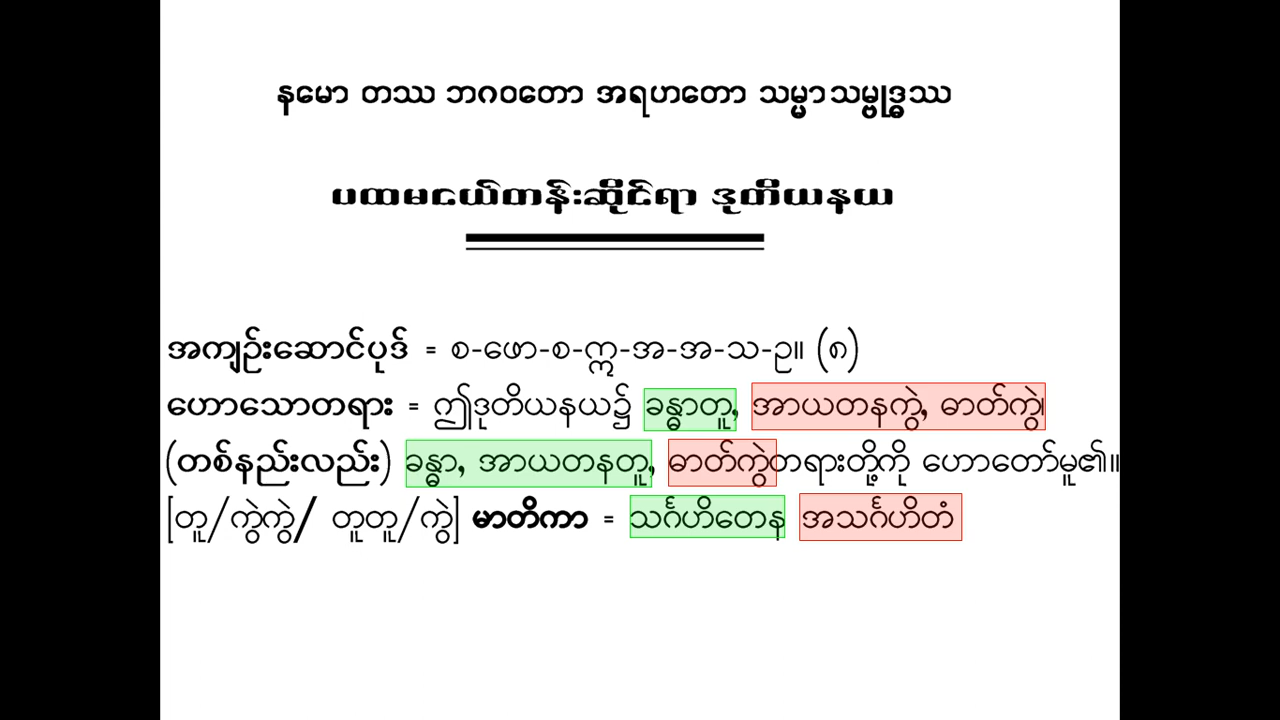 နမော တဿ ဘဂဝတော အရဟတော သမ္မာသမ္ဗုဒ္ဓဿ
ပထမငယ်တန်းဆိုင်ရာ ဒုတိယနယ
အကျဉ်းဆောင်ပုဒ် = စ-ဖော-စ-ဣ-အ-အ-သ-ဥ။ (၈)
ဟောသောတရား = ဤဒုတိယနယ၌ ခန္ဓာတူ, အာယတနကွဲ, ဓာတ်ကွဲ၊
(တစ်နည်းလည်း) ခန္ဓာ, အာယတနတူ, ဓာတ်ကွဲတရားတို့ကို ဟောတော်မူ၏။
[တူ/ကွဲကွဲ/ တူတူ/ကွဲ] မာတိကာ = သင်္ဂဟိတေန အသင်္ဂဟိတံ